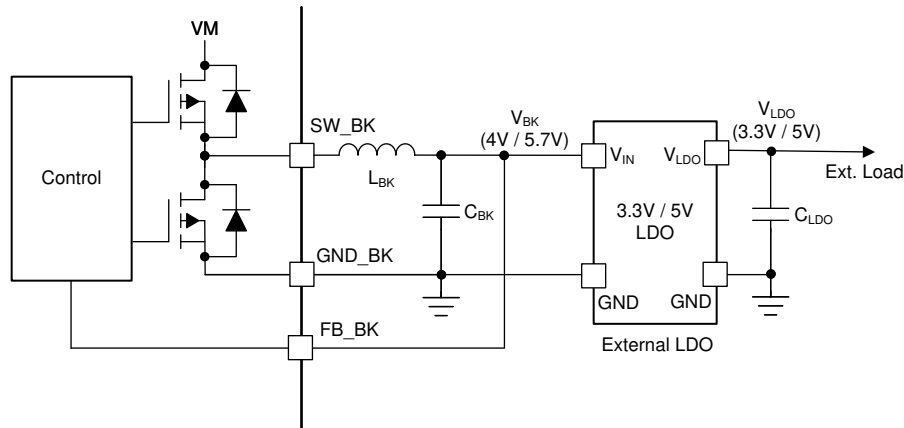 VM
Control
SW_BK
L_BK
V_BK
(4V / 5.7V)
C_BK
GND_BK
FB_BK
V_IN
V_LDO
3.3V / 5V
LDO
GND
GND
External LDO
V_LDO
(3.3V / 5V)
Ext. Load
C_LDO